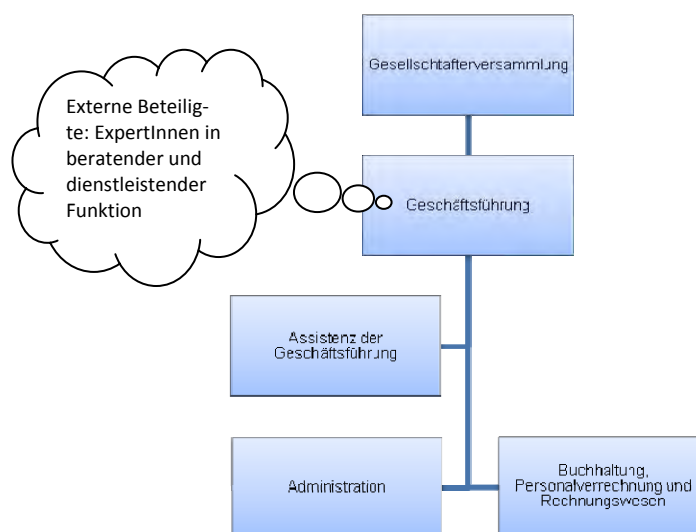 Gesellschtafterversammlung
Externe Beteilig-
te: ExpertInnen in
beratender und
dienstleistender
Funktion
Geschäftsführung
Assistenz der
Geschäftsführung
Administration
Buchhaltung,
Personalverrechnung und
Rechnungswesen